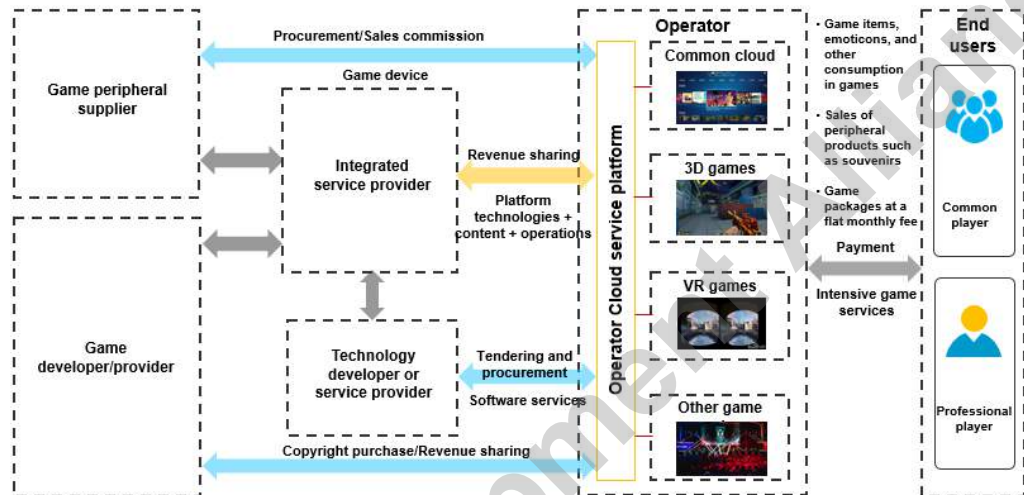 Game peripheral
supplier
Game
developer/provider
Procurement/Sales commission
Game device
Integrated
service provider
Revenue sharing
Platform
technologies +
content + operations
Technology
developer or
service provider
Tendering and
procurement
Software services
Copyright purchase/Revenue sharing
Operator
Operator Cloud service platform
Common cloud
3D games
VR games
Other game
• Game items,
emoticons, and
other
consumption
in games
• Sales of
peripheral
products such
as souvenirs
• Game
packages at a
flat monthly fee
Payment
Intensive game
services
End
users
Common
player
Professional
player